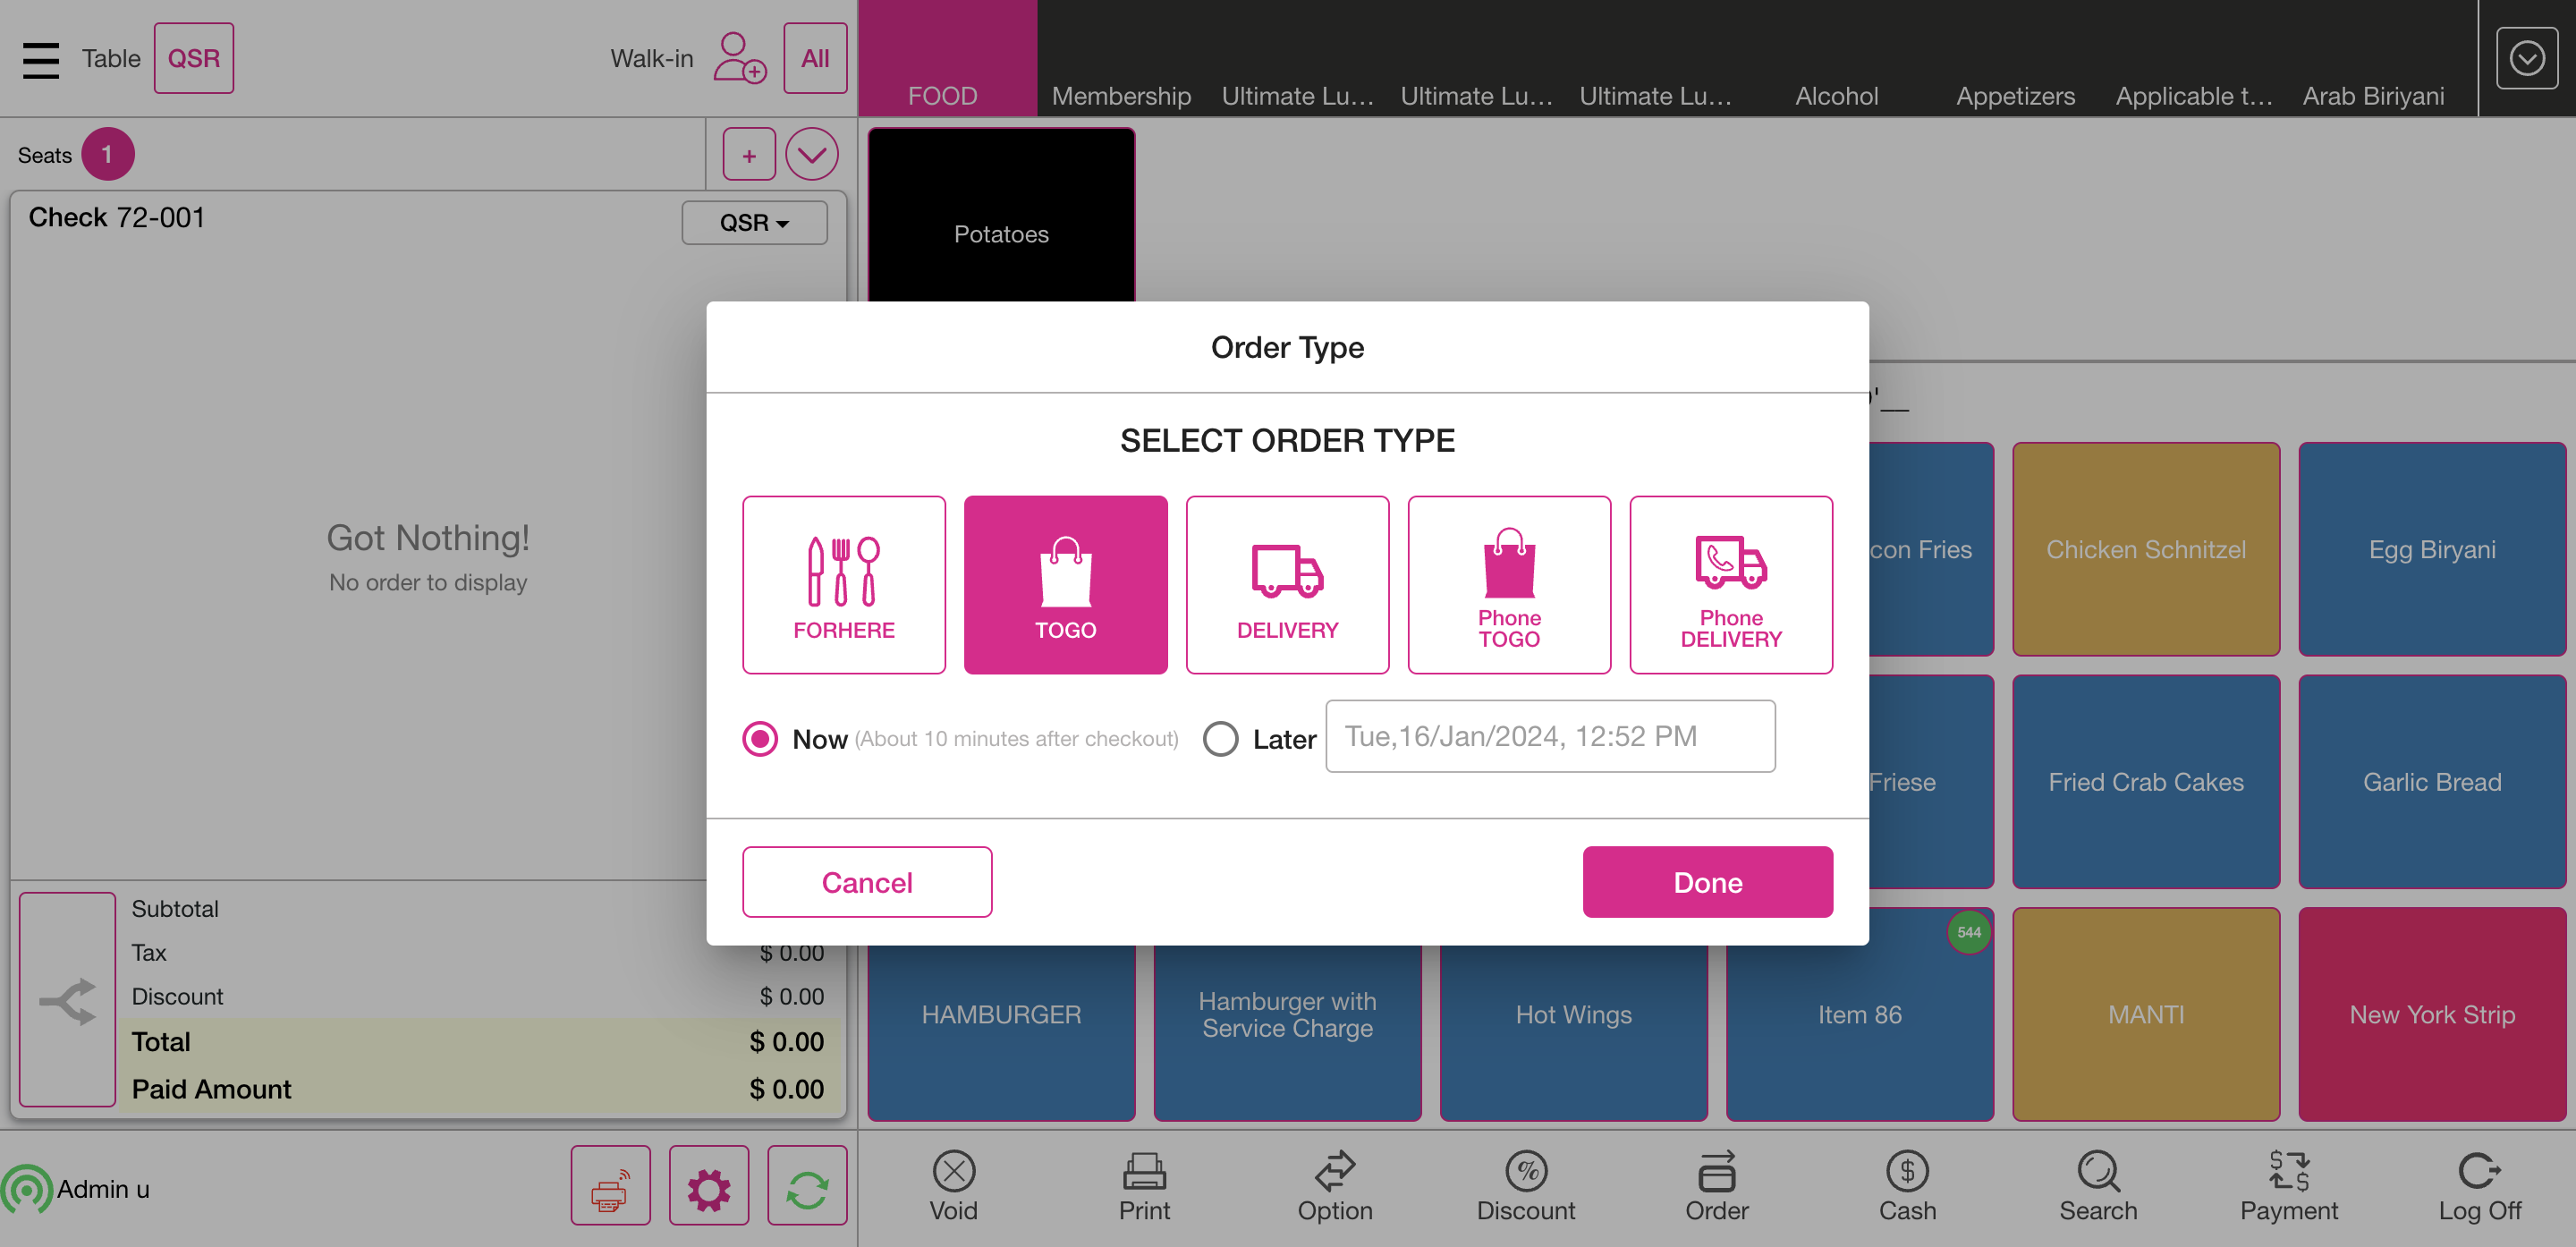 Table
QSR
Walk-in
All
FOOD
Membership
Ultimate Lu...
Ultimate Lu...
Ultimate Lu...
Alcohol
Appetizers
Applicable t...
Arab Biriyani
Seats
1
+
Check 72-001
QSR
Got Nothing!
No order to display
Potatoes
Order Type
SELECT ORDER TYPE
FORHERE
TOGO
DELIVERY
Phone
TOGO
Phone
DELIVERY
Now (About 10 minutes after checkout)
Later
Tue,16/Jan/2024, 12:52 PM
Cancel
Done
con Fries
Chicken Schnitzel
Egg Biryani
Friese
Fried Crab Cakes
Garlic Bread
HAMBURGER
Hamburger with
Service Charge
Hot Wings
Item 86
544
MANTI
New York Strip
Subtotal
Tax
$ 0.00
Discount
$ 0.00
Total
$ 0.00
Paid Amount
$ 0.00
Admin u
Void
Print
Option
Discount
Order
Cash
Search
Payment
Log Off